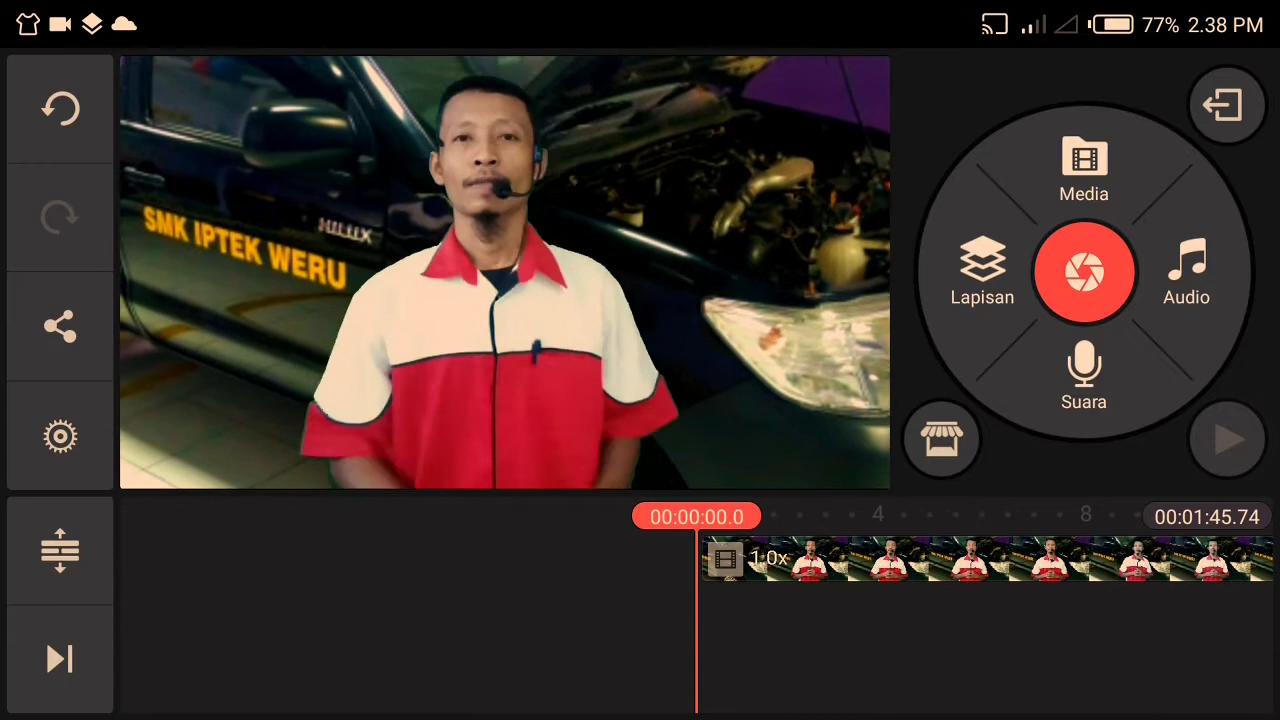 77% 2.38 PM
SMK IPTEK WERU
HILUX
Media
Lapisan
Audio
Suara
00:00:00.0
4
8
00:01:45.74
1.0x